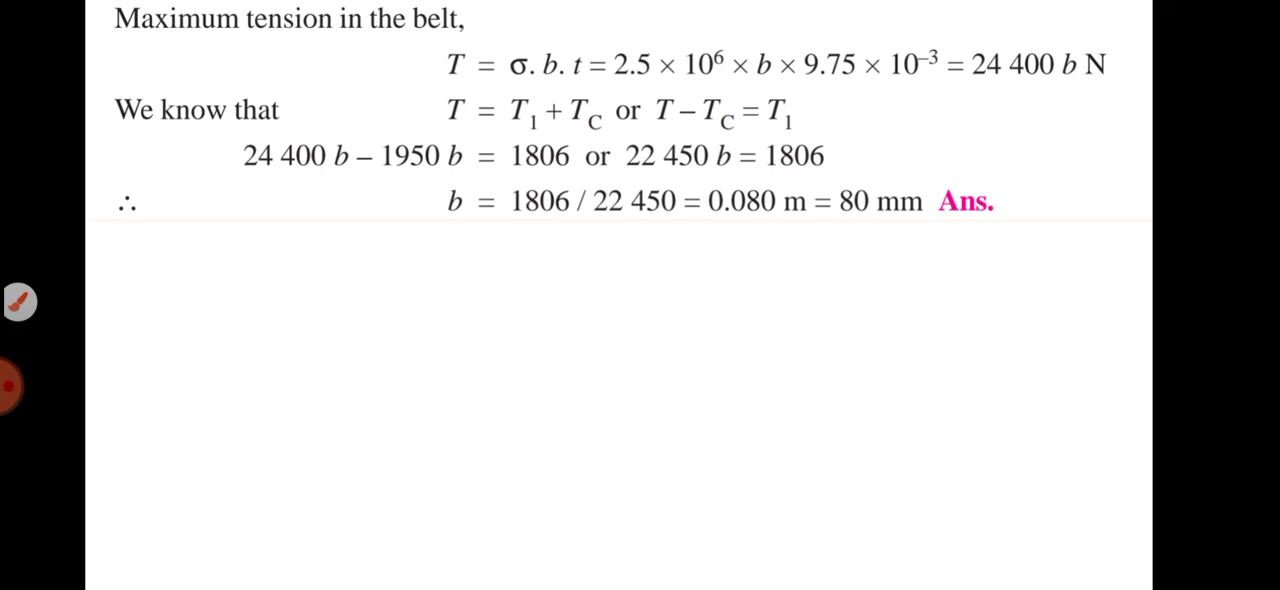 Maximum tension in the belt,
T = σ. b. t = 2.5 × 10⁶ × b × 9.75 × 10⁻³ = 24 400 b N
We know that T = T₁ + T_C or T – T_C = T₁
24 400 b – 1950 b = 1806 or 22 450 b = 1806
∴ b = 1806 / 22 450 = 0.080 m = 80 mm Ans.